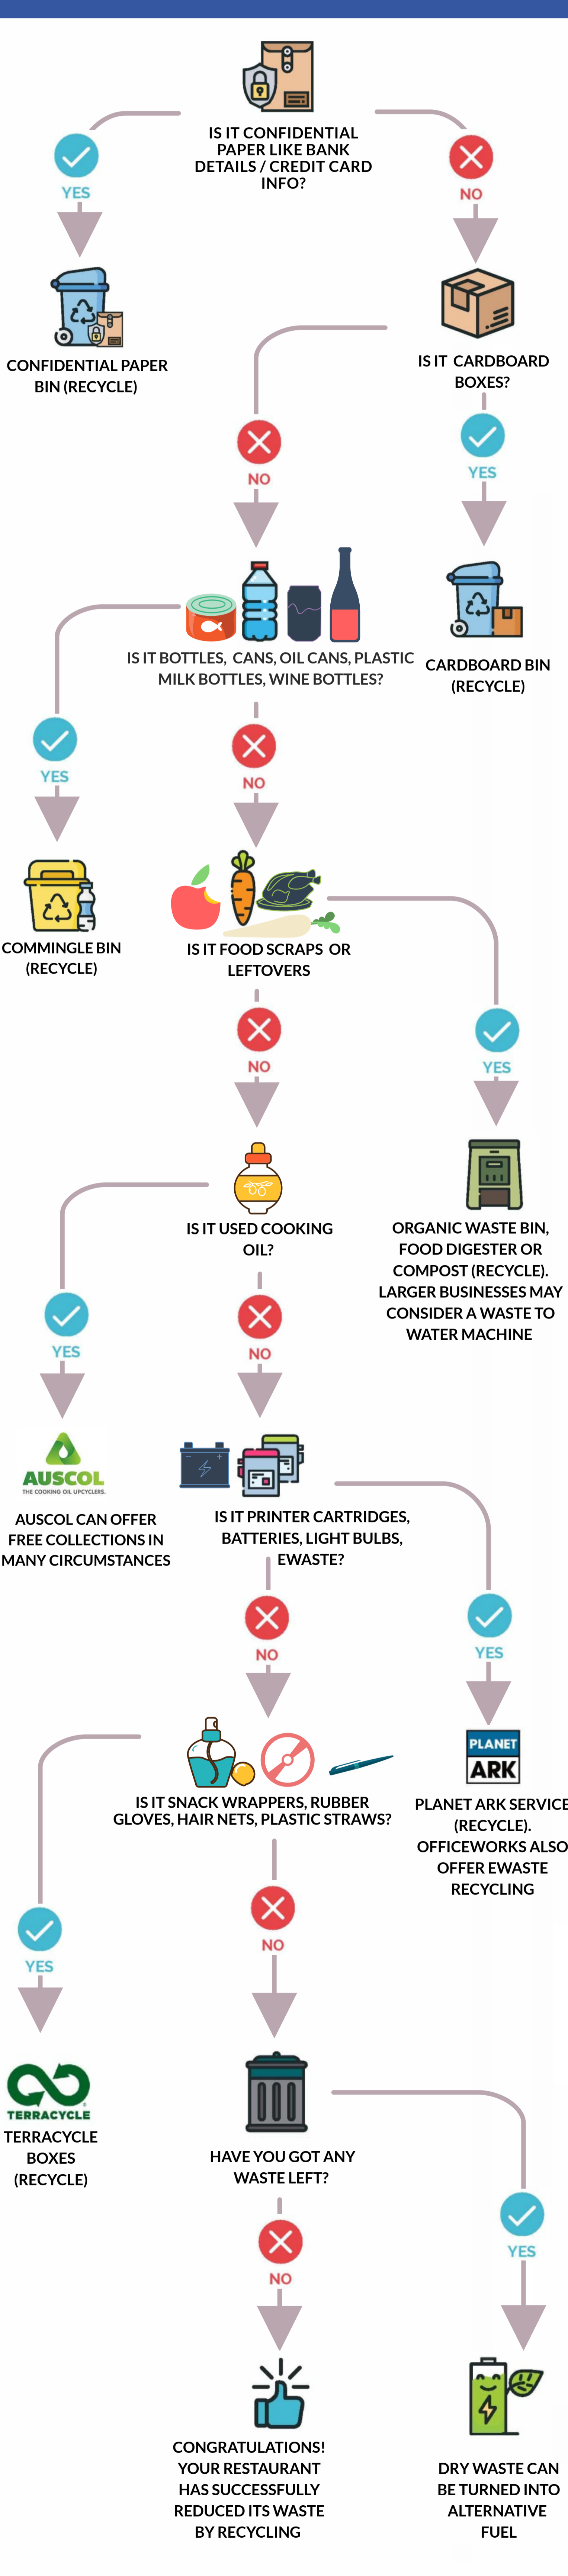 IS IT CONFIDENTIAL
PAPER LIKE BANK
DETAILS / CREDIT CARD
INFO?
YES
NO
CONFIDENTIAL PAPER
BIN (RECYCLE)
IS IT CARDBOARD
BOXES?
NO
YES
IS IT BOTTLES, CANS, OIL CANS, PLASTIC
MILK BOTTLES, WINE BOTTLES?
CARDBOARD BIN
(RECYCLE)
YES
NO
COMMINGLE BIN
(RECYCLE)
IS IT FOOD SCRAPS OR
LEFTOVERS
NO
YES
IS IT USED COOKING
OIL?
ORGANIC WASTE BIN,
FOOD DIGESTER OR
COMPOST (RECYCLE).
LARGER BUSINESSES MAY
CONSIDER A WASTE TO
WATER MACHINE
YES
NO
AUSCOL
THE COOKING OIL UPCYCLERS.
AUSCOL CAN OFFER
FREE COLLECTIONS IN
MANY CIRCUMSTANCES
IS IT PRINTER CARTRIDGES,
BATTERIES, LIGHT BULBS,
EWASTE?
NO
YES
PLANET
ARK
PLANET ARK SERVICE
(RECYCLE).
OFFICEWORKS ALSO
OFFER EWASTE
RECYCLING
IS IT SNACK WRAPPERS, RUBBER
GLOVES, HAIR NETS, PLASTIC STRAWS?
YES
NO
TERRACYCLE
TERRACYCLE
BOXES
(RECYCLE)
HAVE YOU GOT ANY
WASTE LEFT?
NO
YES
CONGRATULATIONS!
YOUR RESTAURANT
HAS SUCCESSFULLY
REDUCED ITS WASTE
BY RECYCLING
DRY WASTE CAN
BE TURNED INTO
ALTERNATIVE
FUEL